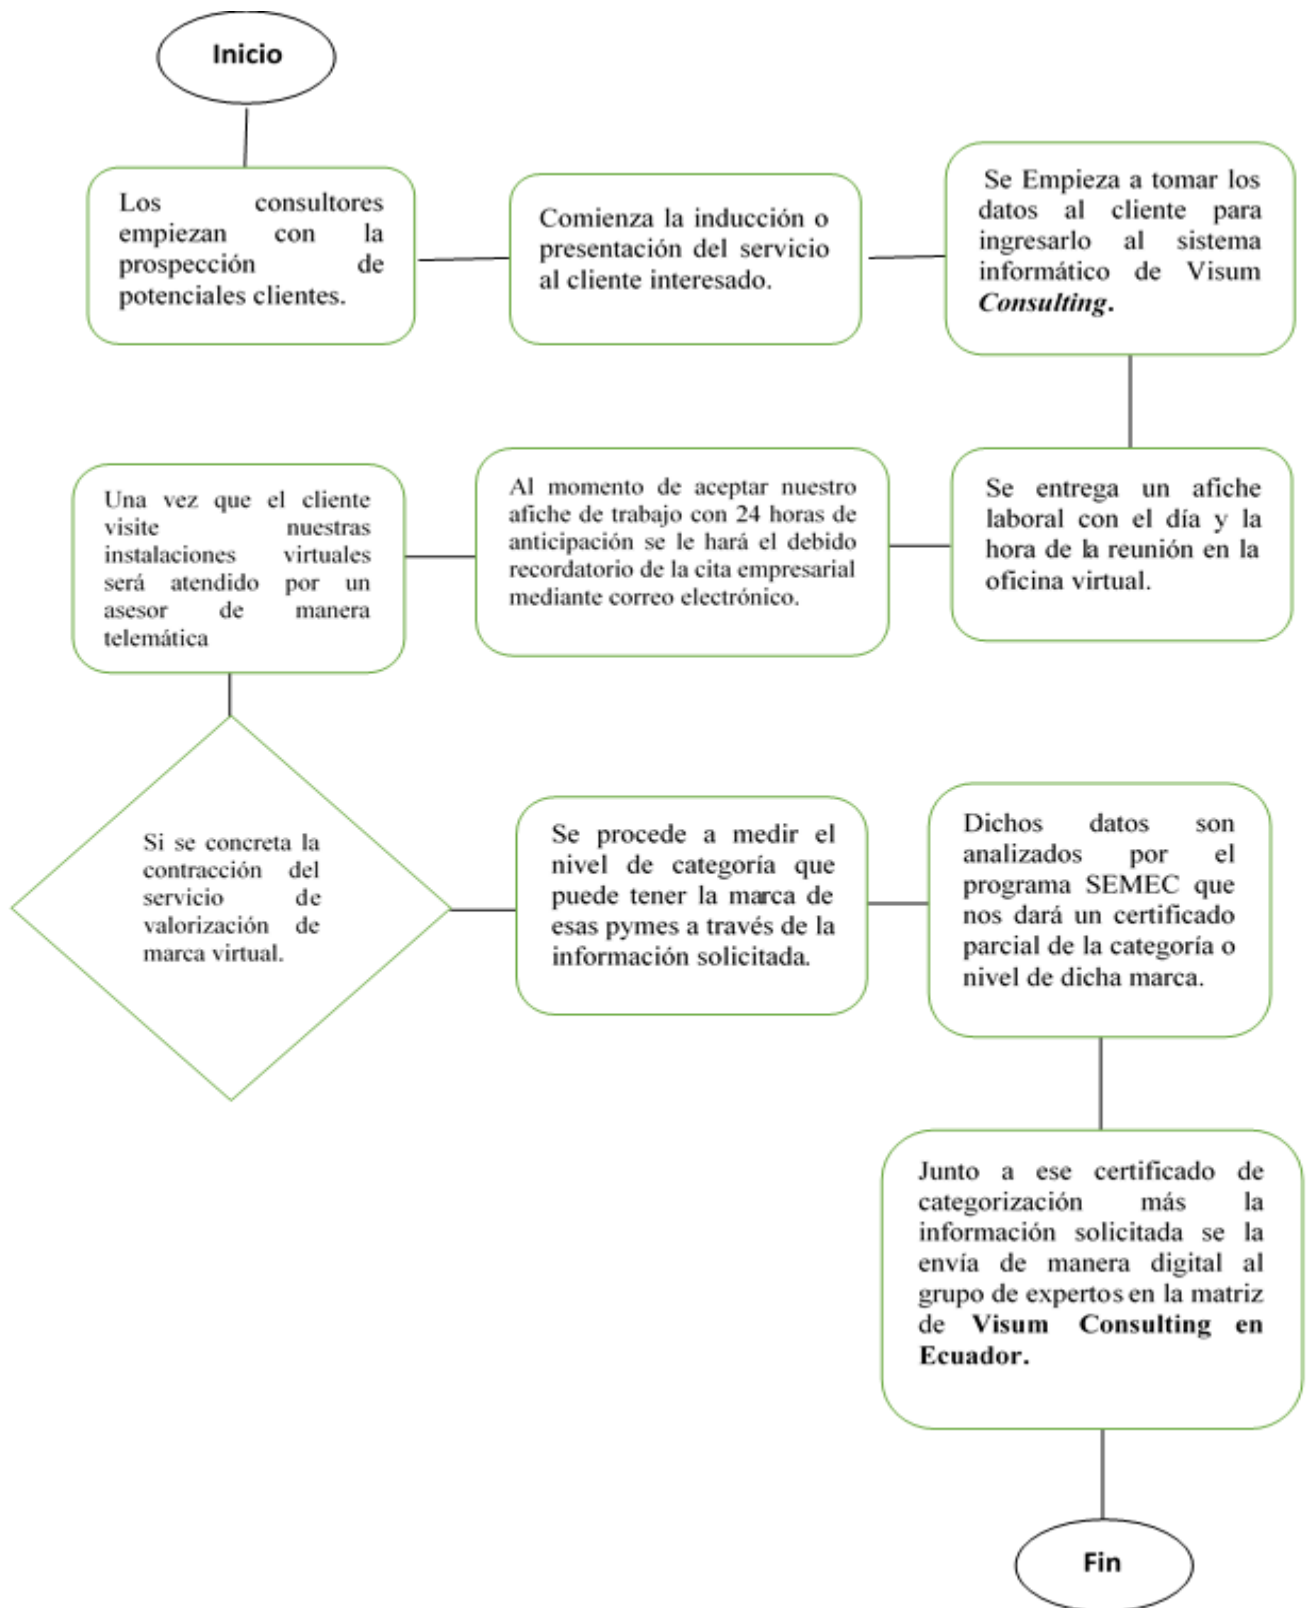 Inicio
Los consultores
empiezan con la
prospección de
potenciales clientes.
Comienza la inducción o
presentación del servicio
al cliente interesado.
Se Empieza a tomar los
datos al cliente para
ingresarlo al sistema
informático de Visum
Consulting.
Se entrega un afiche
laboral con el día y la
hora de la reunión en la
oficina virtual.
Al momento de aceptar nuestro
afiche de trabajo con 24 horas de
anticipación se le hará el debido
recordatorio de la cita empresarial
mediante correo electrónico.
Una vez que el cliente
visite nuestras
instalaciones virtuales
será atendido por un
asesor de manera
telemática
Si se concreta la
contracción del
servicio de
valorización de
marca virtual.
Se procede a medir el
nivel de categoría que
puede tener la marca de
esas pymes a través de la
información solicitada.
Dichos datos son
analizados por el
programa SEMEC que
nos dará un certificado
parcial de la categoría o
nivel de dicha marca.
Junto a ese certificado de
categorización más la
información solicitada se la
envía de manera digital al
grupo de expertos en la matriz
de Visum Consulting en
Ecuador.
Fin